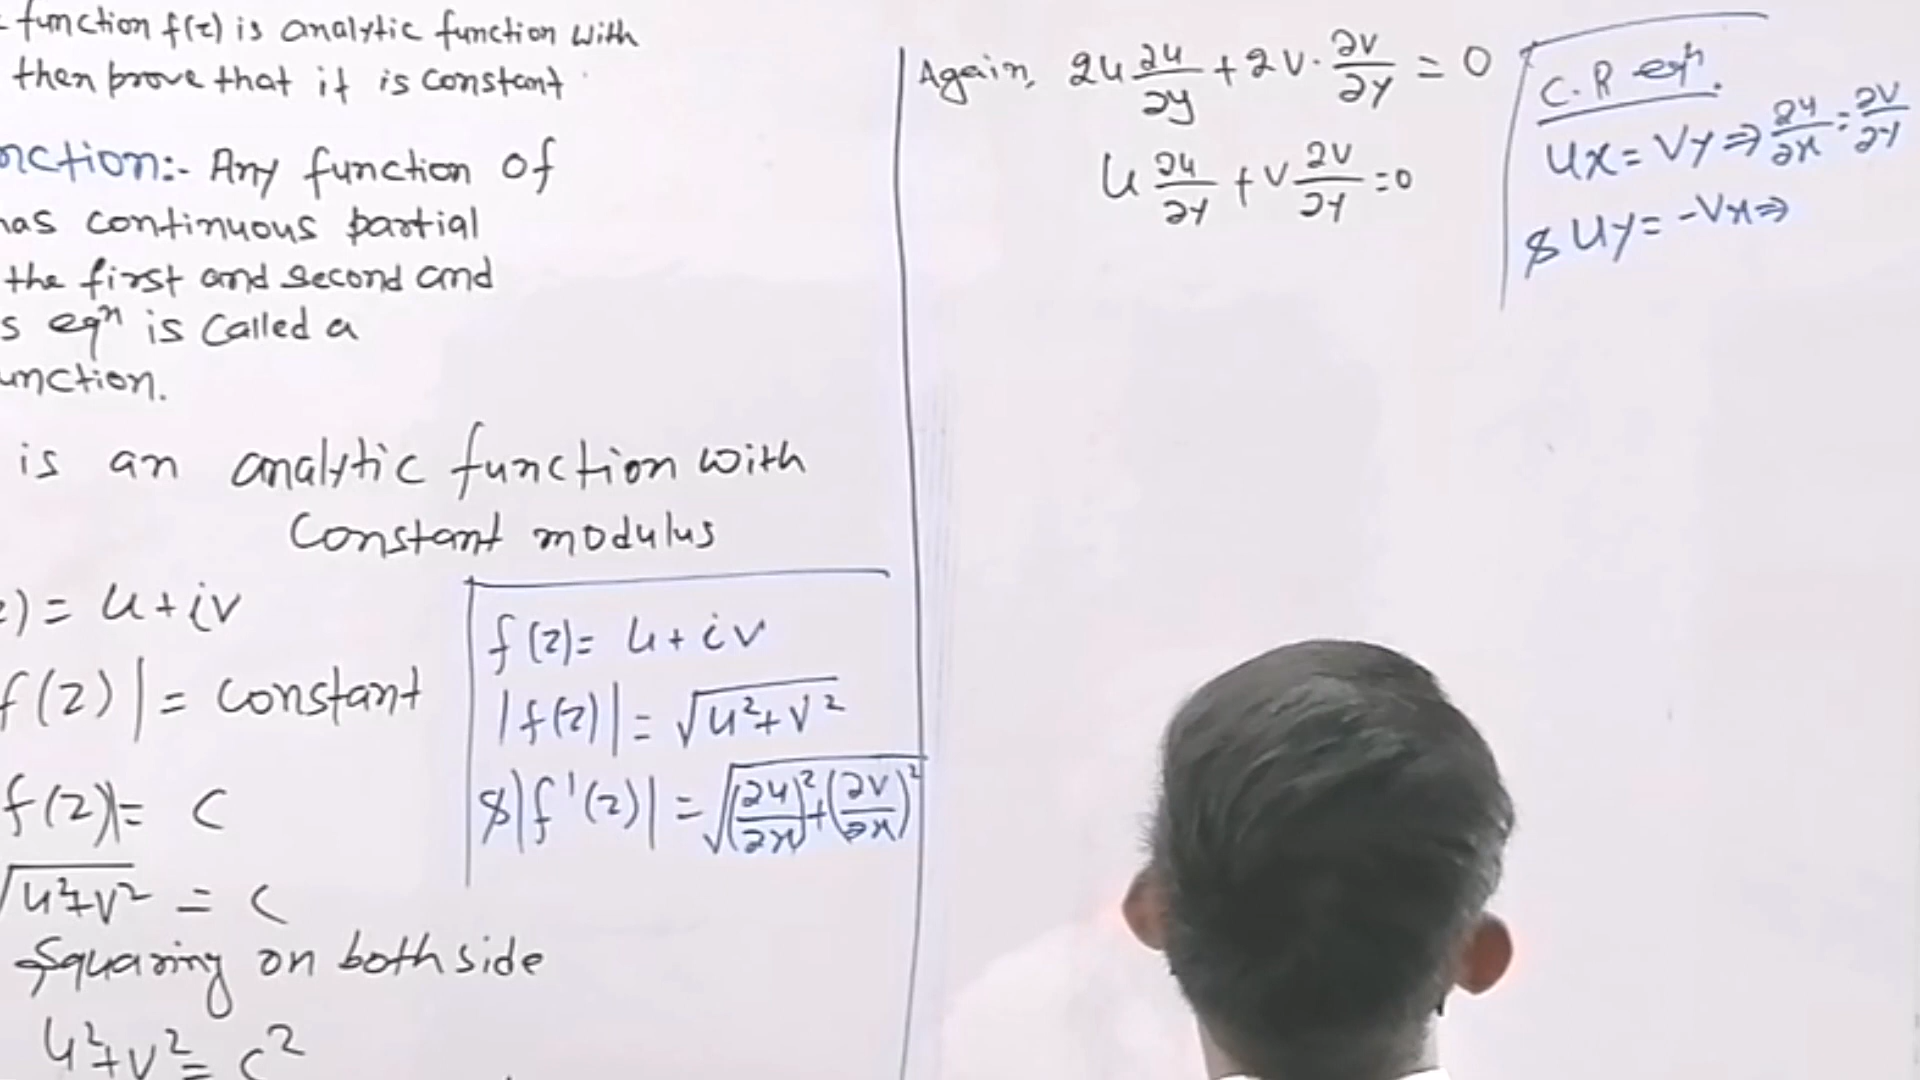 function f(z) is analytic function with
then prove that it is constant
nction:- Any function of
has continuous partial
the first and second and
s eqⁿ is called a
unction.
is an analytic function with
Constant modulus
z) = u+iv
f(z)| = constant
f(z)|= c
√u²+v² = c
Squaring on both side
u²+v² = c²
f(z)= u+iv
|f(z)| = √u²+v²
& |f'(z)| = √(∂u/∂x)²+(∂v/∂x)²
Again, 2u ∂u/∂y + 2v · ∂v/∂y = 0
u ∂u/∂y + v ∂v/∂y = 0
C.R eqⁿ.
ux = vy ⇒ ∂u/∂x = ∂v/∂y
& uy = -vx ⇒